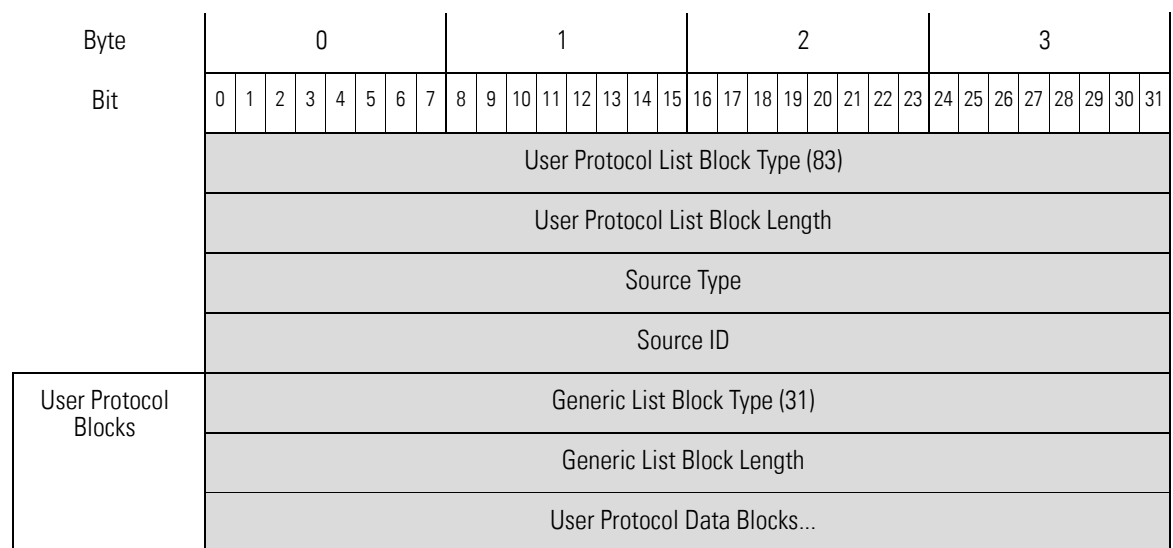 Byte 0 1 2 3
Bit 0 1 2 3 4 5 6 7 8 9 10 11 12 13 14 15 16 17 18 19 20 21 22 23 24 25 26 27 28 29 30 31
User Protocol List Block Type (83)
User Protocol List Block Length
Source Type
Source ID
User Protocol
Blocks
Generic List Block Type (31)
Generic List Block Length
User Protocol Data Blocks...